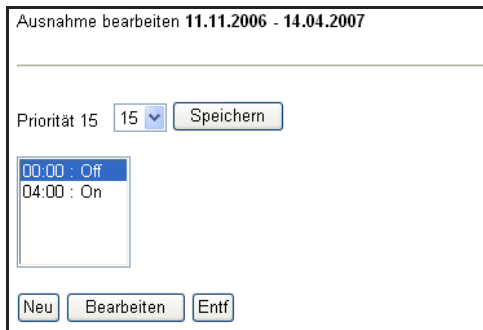 Ausnahme bearbeiten 11.11.2006 - 14.04.2007
Priorität 15 15 Speichern
00:00 : Off
04:00 : On
Neu Bearbeiten Entf